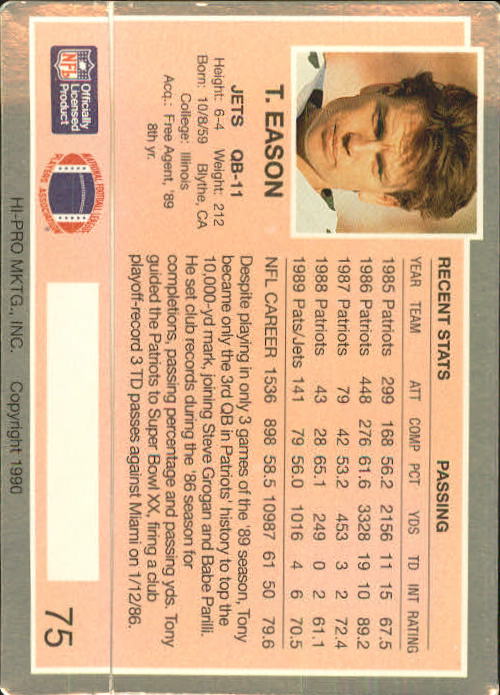 T. EASON
JETS QB-11
Height: 6-4 Weight: 212
Born: 10/8/59 Blythe, CA
College: Illinois
Acq.: Free Agent, '89
8th yr.
Officially
Licensed
Product
NFL
NATIONAL FOOTBALL LEAGUE
PLAYERS
ASSOCIATION
RECENT STATS PASSING
YEAR TEAM ATT COMP PCT YDS TD INT RATING
1985 Patriots 299 168 56.2 2156 11 15 67.5
1986 Patriots 448 276 61.6 3328 19 10 89.2
1987 Patriots 79 42 53.2 453 3 2 72.4
1988 Patriots 43 28 65.1 249 0 2 61.1
1989 Pats/Jets 141 79 56.0 1016 4 6 70.5
NFL CAREER 1536 898 58.5 10987 61 50 79.6
Despite playing in only 3 games of the '89 season, Tony
became only the 3rd QB in Patriots' history to top the
10,000-yd mark, joining Steve Grogan and Babe Parilli.
He set club records during the '86 season for
completions, passing percentage and passing yds. Tony
guided the Patriots to Super Bowl XX, firing a club
playoff-record 3 TD passes against Miami on 1/12/86.
75
HI-PRO MKTG., INC. Copyright 1990